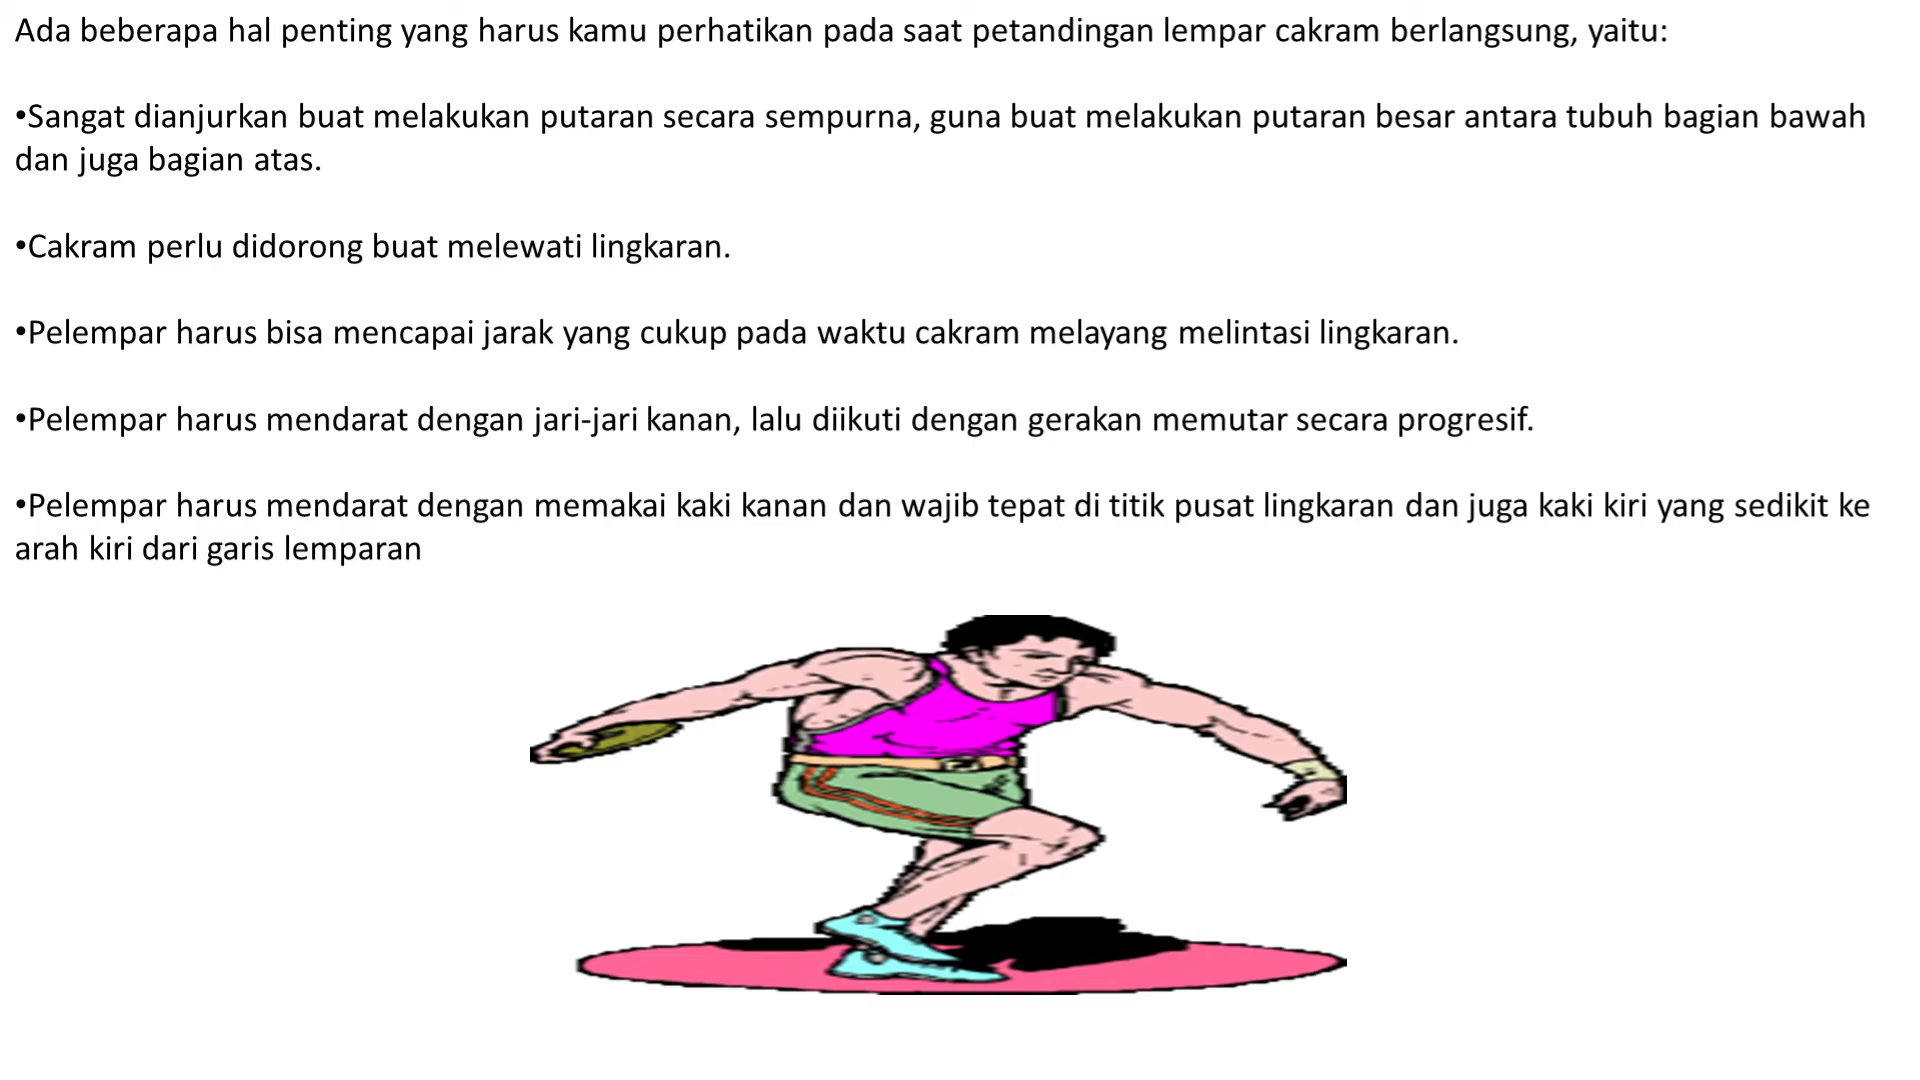 Ada beberapa hal penting yang harus kamu perhatikan pada saat petandingan lempar cakram berlangsung, yaitu:
•Sangat dianjurkan buat melakukan putaran secara sempurna, guna buat melakukan putaran besar antara tubuh bagian bawah
dan juga bagian atas.
•Cakram perlu didorong buat melewati lingkaran.
•Pelempar harus bisa mencapai jarak yang cukup pada waktu cakram melayang melintasi lingkaran.
•Pelempar harus mendarat dengan jari-jari kanan, lalu diikuti dengan gerakan memutar secara progresif.
•Pelempar harus mendarat dengan memakai kaki kanan dan wajib tepat di titik pusat lingkaran dan juga kaki kiri yang sedikit ke
arah kiri dari garis lemparan